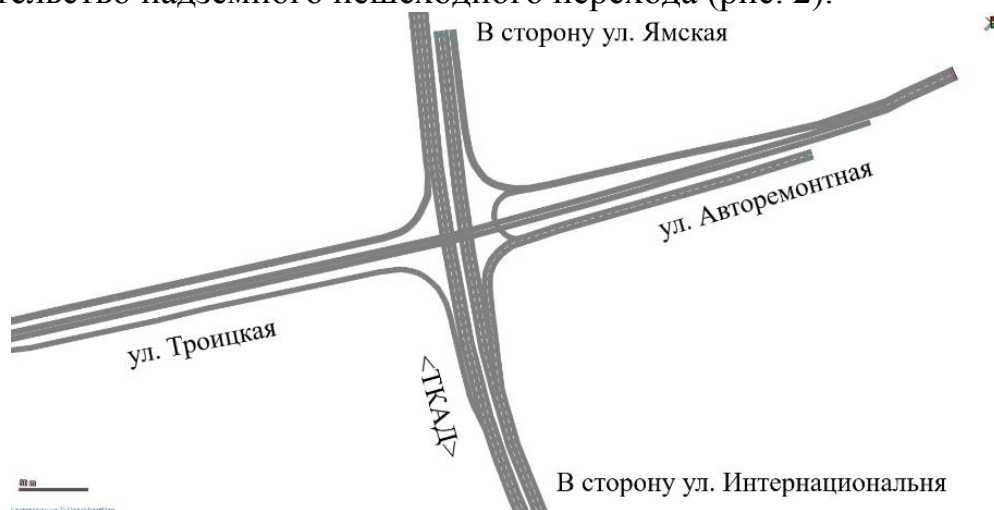 тельство надземного пешеходного перехода (рис. 2).
В сторону ул. Ямская
ул. Авторемонтная
ул. Троицкая
<ТКАД>
В сторону ул. Интернациональня